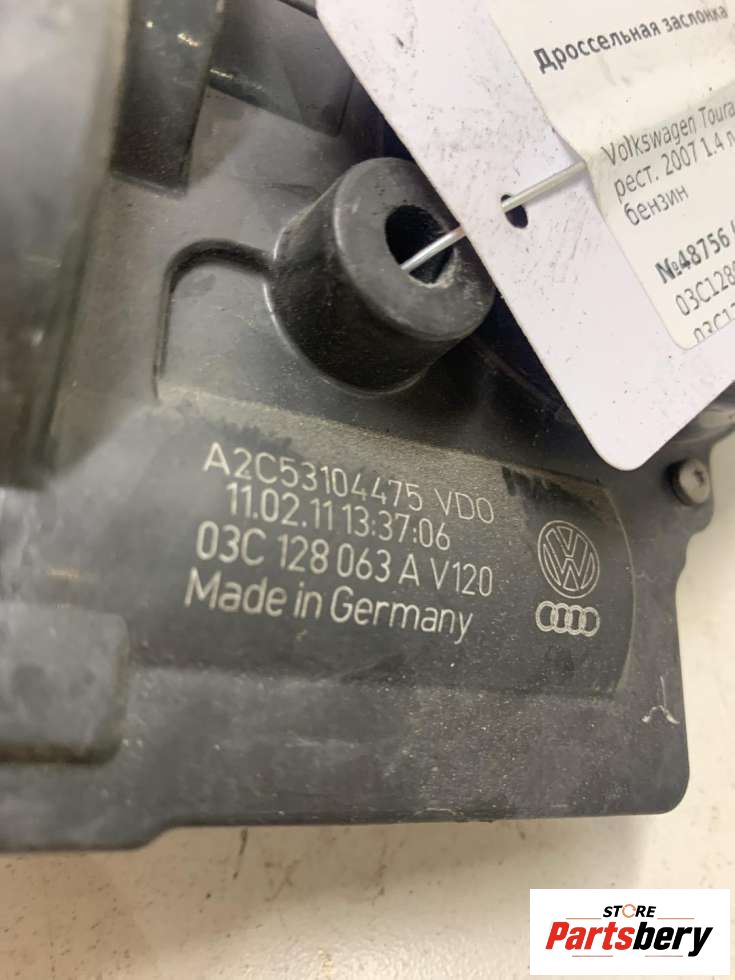 Дроссельная заслонка
Volkswagen
рест. 2007 1.4
бензин
№48756
A2C53104475 VDO
11.02.11 13:37:06
03C 128 063 A V120
Made in Germany
STORE
Partsbery